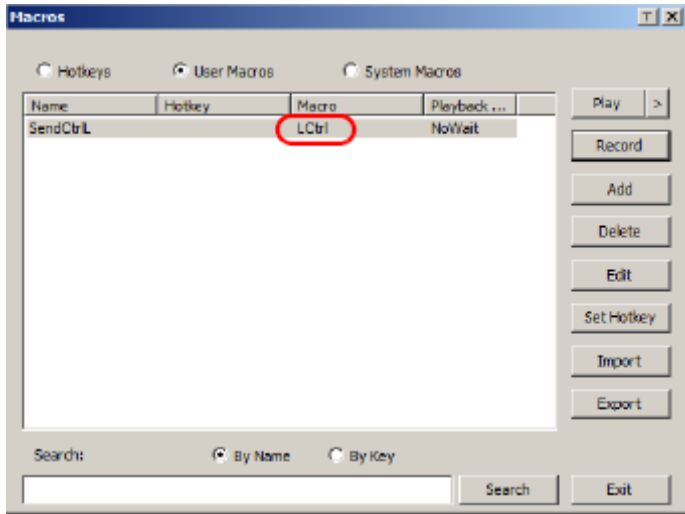 Macros
Hotkeys User Macros System Macros
Name Hotkey Macro Playback ...
SendCtrlL LCtrl NoWait
Play >
Record
Add
Delete
Edit
Set Hotkey
Import
Export
Search: By Name By Key
Search Exit